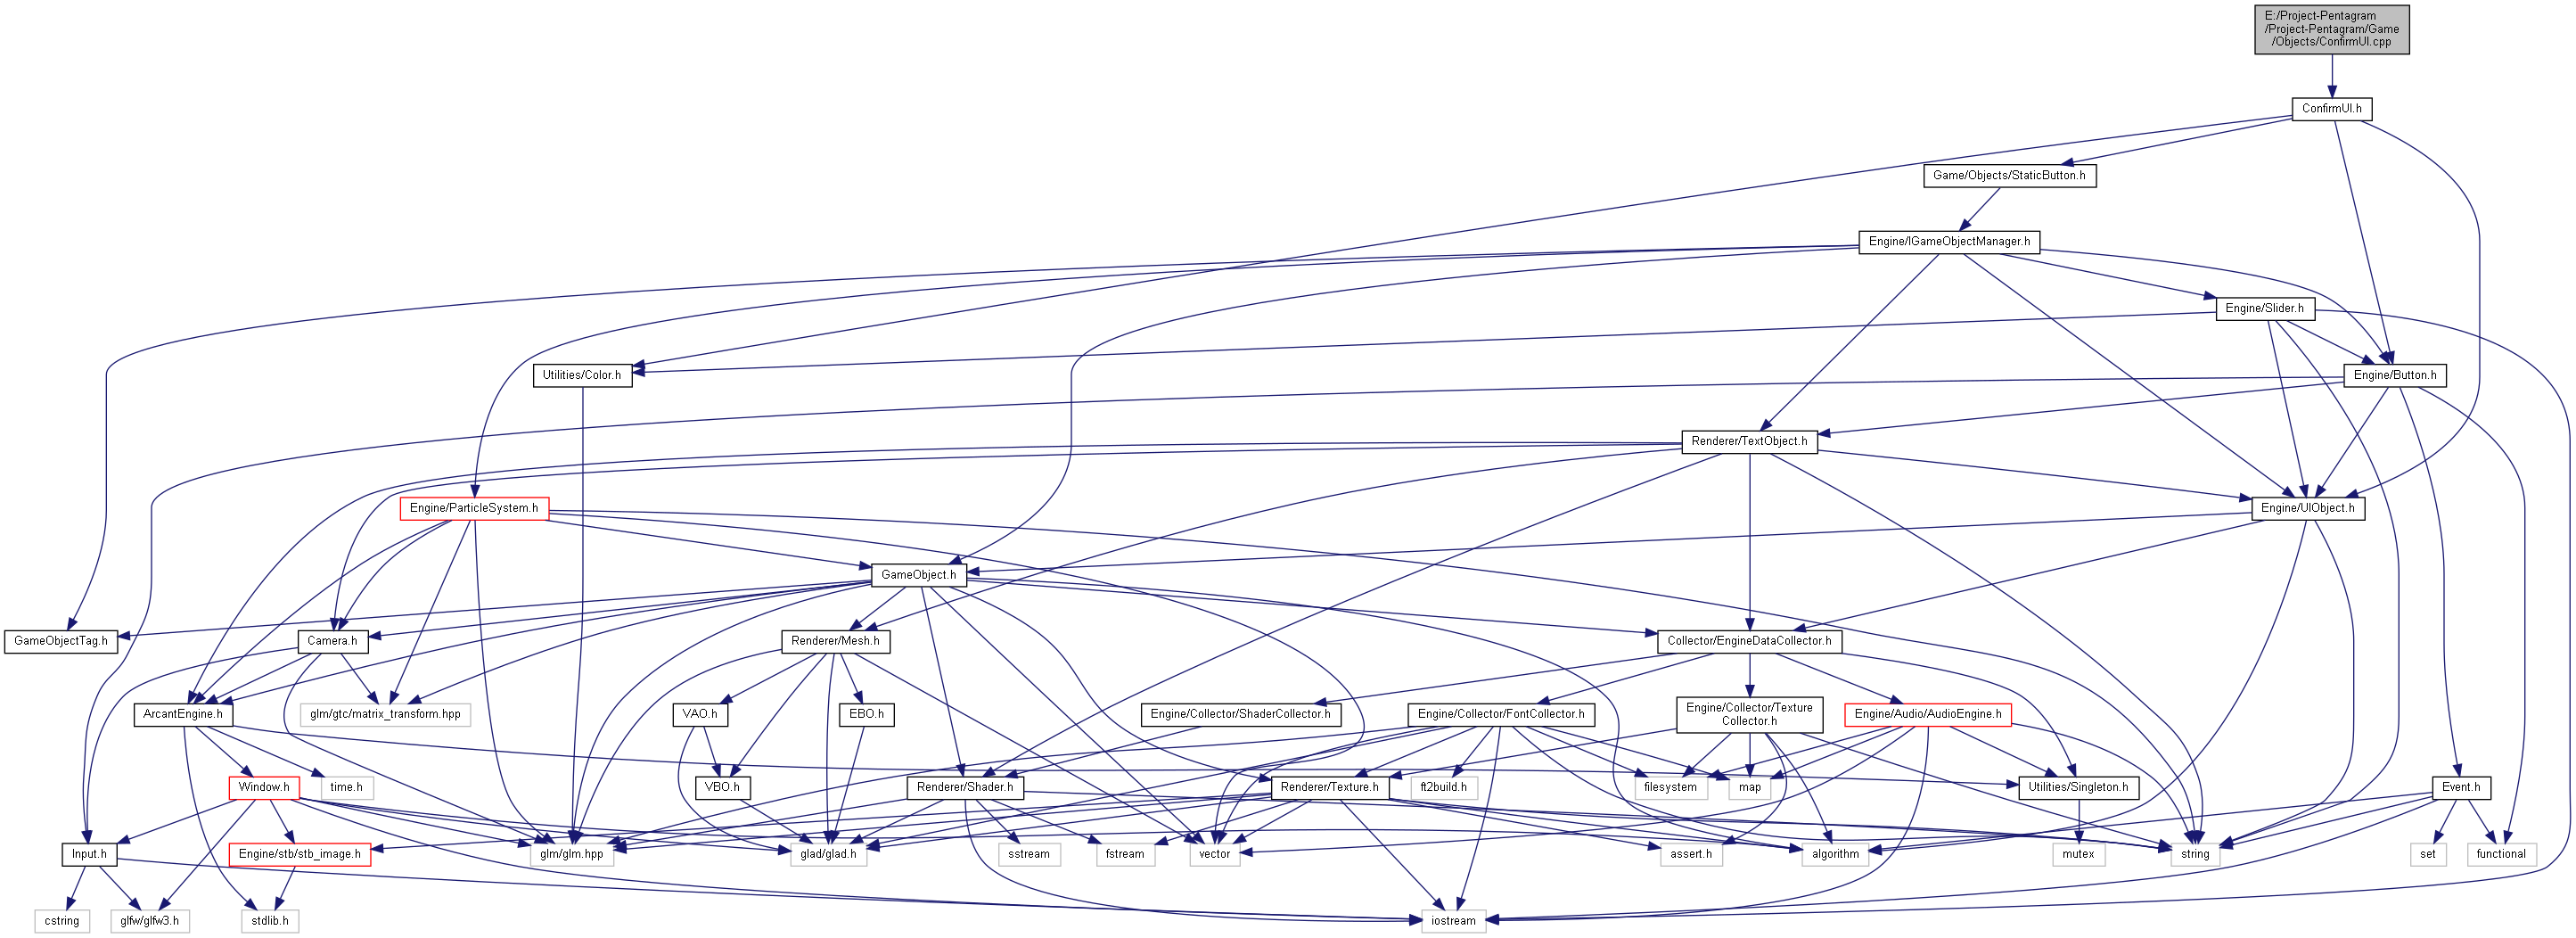 E:/Project-Pentagram
/Project-Pentagram/Game
/Objects/ConfirmUI.cpp
ConfirmUI.h
Game/Objects/StaticButton.h
Engine/IGameObjectManager.h
Engine/Slider.h
Utilities/Color.h
Engine/Button.h
Renderer/TextObject.h
Engine/ParticleSystem.h
Engine/UIObject.h
GameObject.h
GameObjectTag.h
Camera.h
Renderer/Mesh.h
Collector/EngineDataCollector.h
ArcantEngine.h
glm/gtc/matrix_transform.hpp
VAO.h
EBO.h
Engine/Collector/ShaderCollector.h
Engine/Collector/FontCollector.h
Engine/Collector/Texture
Collector.h
Engine/Audio/AudioEngine.h
Window.h
time.h
VBO.h
Renderer/Shader.h
Renderer/Texture.h
ft2build.h
filesystem
map
Utilities/Singleton.h
Event.h
Input.h
Engine/stb/stb_image.h
glm/glm.hpp
glad/glad.h
sstream
fstream
vector
assert.h
algorithm
mutex
string
set
functional
cstring
glfw/glfw3.h
stdlib.h
iostream